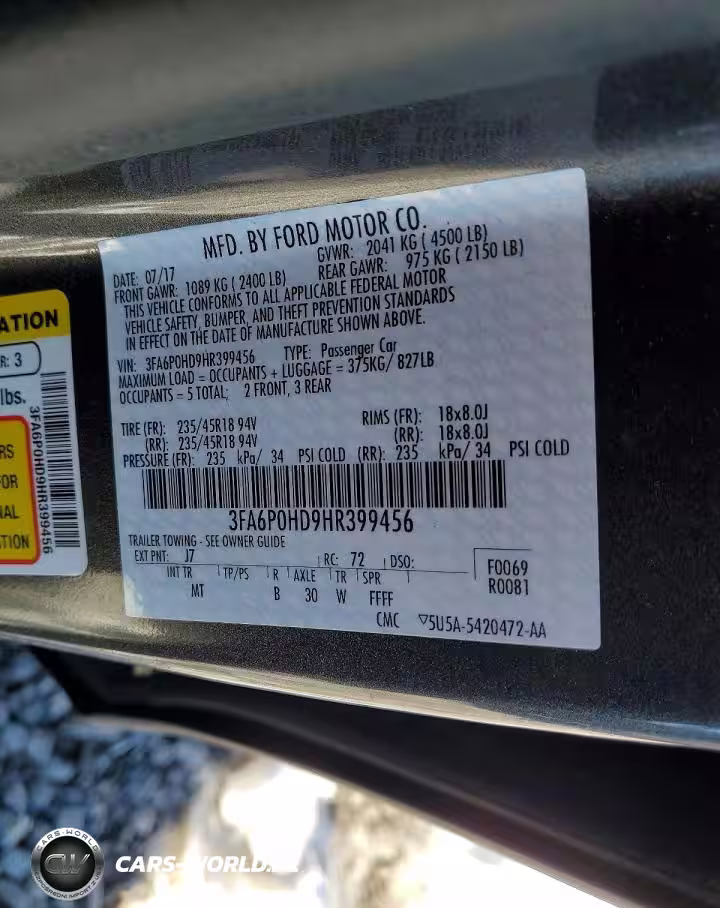 MFD. BY FORD MOTOR CO.
DATE: 07/17 GVWR: 2041 KG ( 4500 LB)
FRONT GAWR: 1089 KG ( 2400 LB) REAR GAWR: 975 KG ( 2150 LB)
THIS VEHICLE CONFORMS TO ALL APPLICABLE FEDERAL MOTOR
VEHICLE SAFETY, BUMPER, AND THEFT PREVENTION STANDARDS
IN EFFECT ON THE DATE OF MANUFACTURE SHOWN ABOVE.
VIN: 3FA6P0HD9HR399456 TYPE: Passenger Car
MAXIMUM LOAD = OCCUPANTS + LUGGAGE = 375KG/ 827LB
OCCUPANTS = 5 TOTAL; 2 FRONT, 3 REAR
TIRE (FR): 235/45R18 94V RIMS (FR): 18x8.0J
(RR): 235/45R18 94V (RR): 18x8.0J
PRESSURE (FR): 235 kPa/ 34 PSI COLD (RR): 235 kPa/ 34 PSI COLD
3FA6P0HD9HR399456
TRAILER TOWING - SEE OWNER GUIDE
EXT PNT: J7 RC: 72 DSO: F0069
INT TR TP/PS R AXLE TR SPR R0081
MT B 30 W FFFF
CMC ▽5U5A-5420472-AA
ATION
R: 3
lbs.
RS
FOR
NAL
TION
3FA6P0HD9HR399456
CARS-WORLD
CW
CARS-WORLD.